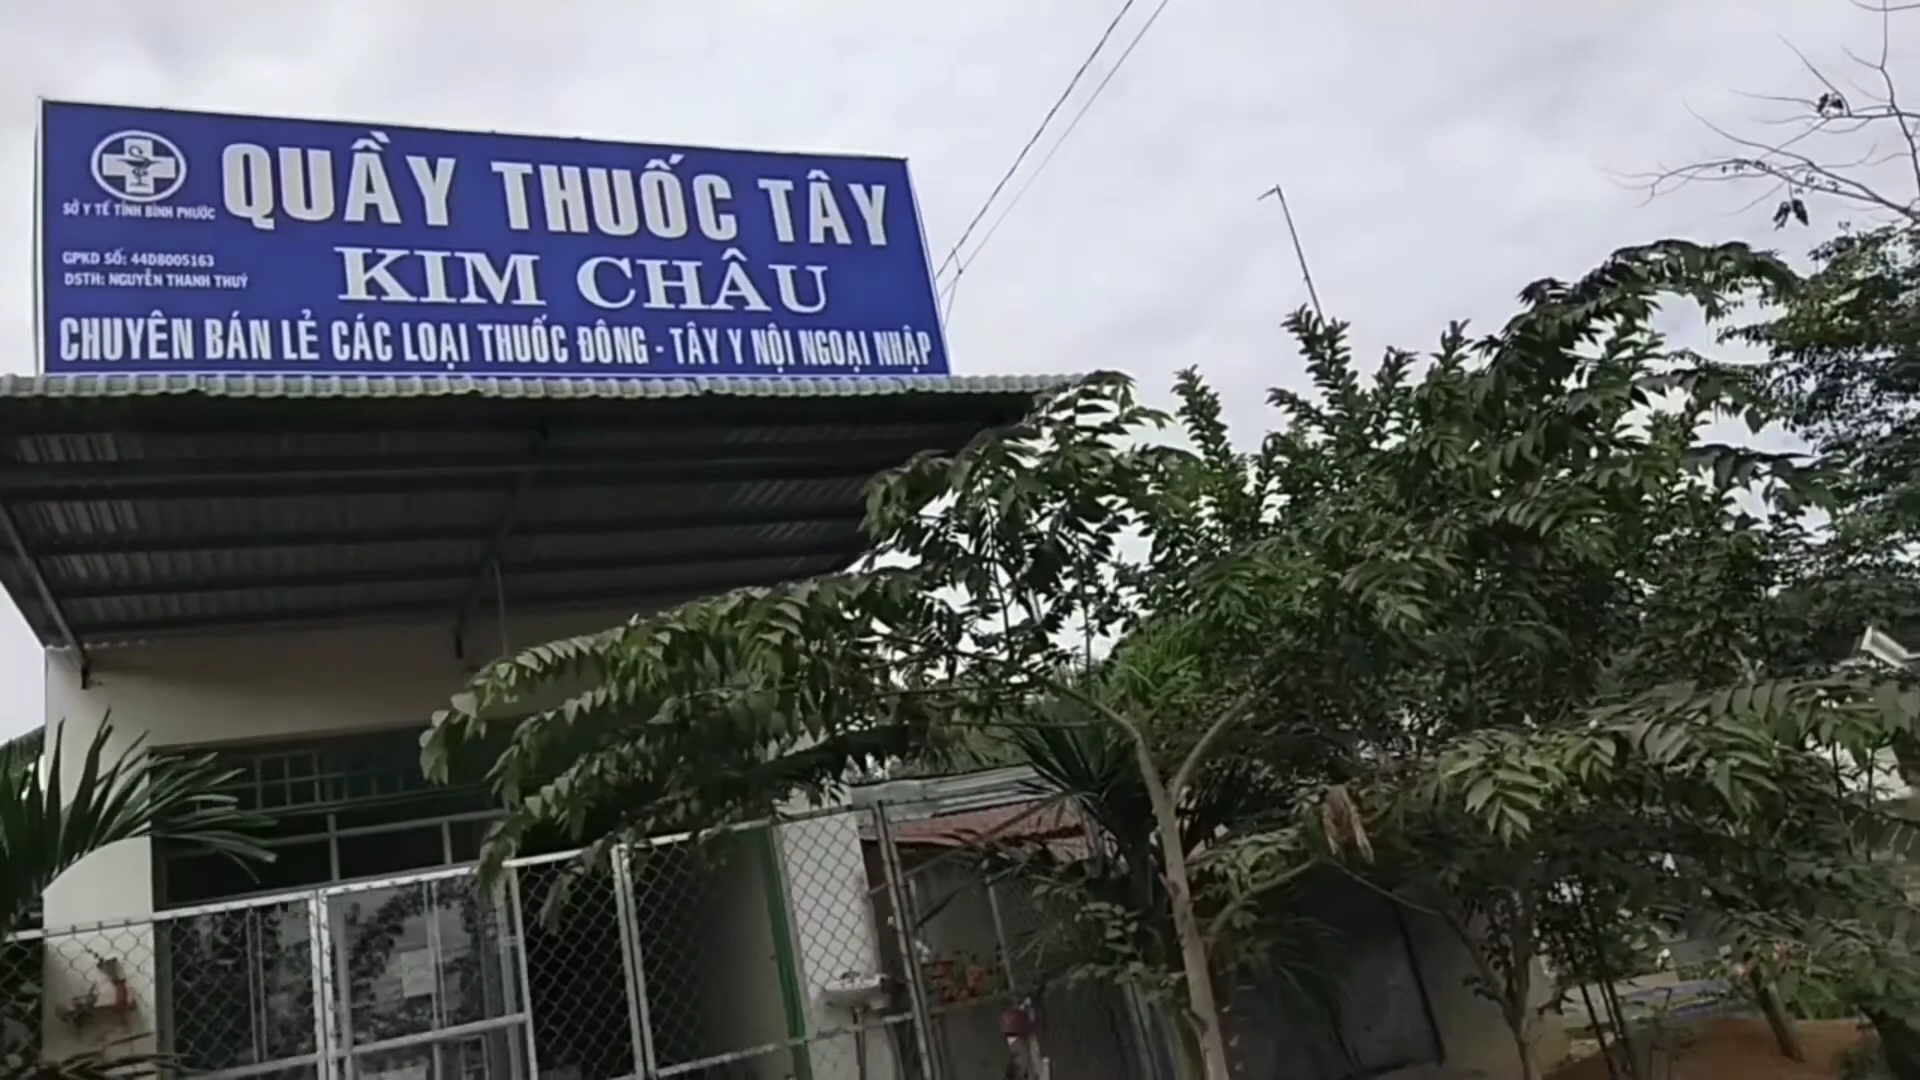 QUẦY THUỐC TÂY
SỞ Y TẾ TỈNH BÌNH PHƯỚC
KIM CHÂU
GPKD SỐ: 44D8005163
DSTH: NGUYỄN THANH THUÝ
CHUYÊN BÁN LẺ CÁC LOẠI THUỐC ĐÔNG - TÂY Y NỘI NGOẠI NHẬP